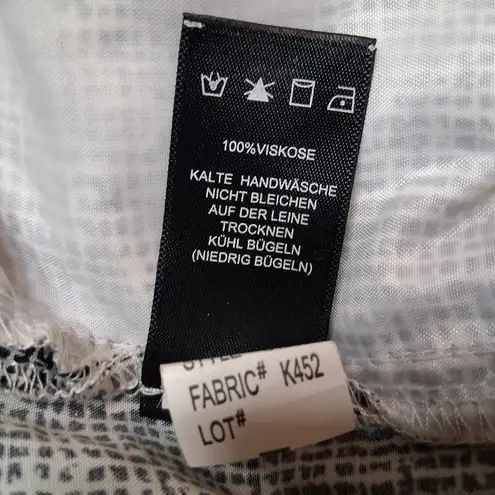 100%VISKOSE
KALTE HANDWÄSCHE
NICHT BLEICHEN
AUF DER LEINE
TROCKNEN
KÜHL BÜGELN
(NIEDRIG BÜGELN)
FABRIC# K452
LOT#